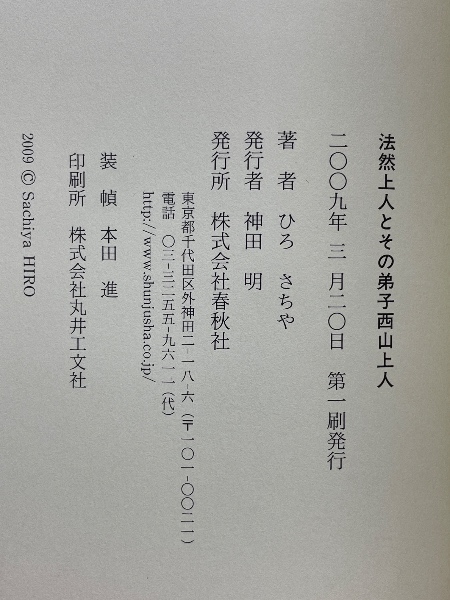 法然上人とその弟子西山上人
二〇〇九年 三 月二〇日 第一刷発行
著 者 ひろ さちや
発行者 神田 明
発行所 株式会社春秋社
東京都千代田区外神田二-一八-六(〒一〇一-〇〇二一)
電話 〇三-三二五五-九六一一(代)
http://www.shunjusha.co.jp/
装 幀 本田 進
印刷所 株式会社丸井工文社
2009 © Sachiya HIRO